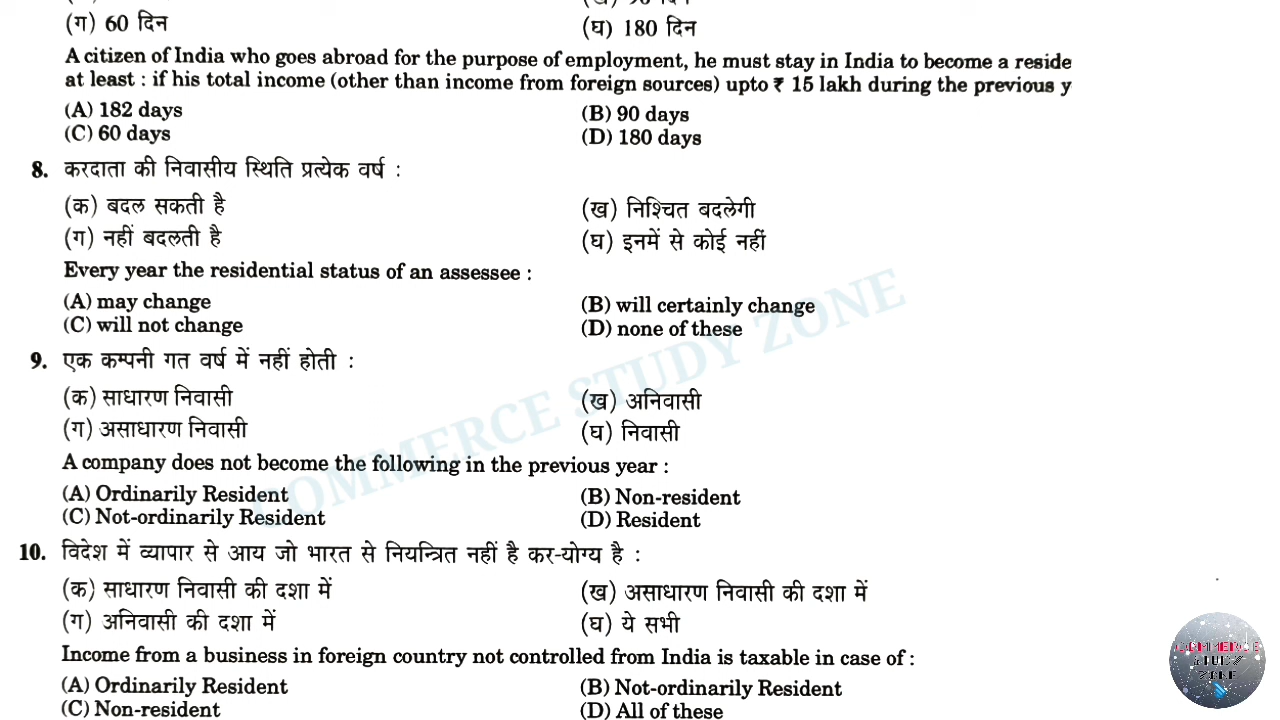 (ग) 60 दिन (घ) 180 दिन
A citizen of India who goes abroad for the purpose of employment, he must stay in India to become a reside
at least : if his total income (other than income from foreign sources) upto ₹ 15 lakh during the previous y
(A) 182 days (B) 90 days
(C) 60 days (D) 180 days
8. करदाता की निवासीय स्थिति प्रत्येक वर्ष :
(क) बदल सकती है (ख) निश्चित बदलेगी
(ग) नहीं बदलती है (घ) इनमें से कोई नहीं
Every year the residential status of an assessee :
(A) may change (B) will certainly change
(C) will not change (D) none of these
9. एक कम्पनी गत वर्ष में नहीं होती :
(क) साधारण निवासी (ख) अनिवासी
(ग) असाधारण निवासी (घ) निवासी
A company does not become the following in the previous year :
(A) Ordinarily Resident (B) Non-resident
(C) Not-ordinarily Resident (D) Resident
10. विदेश में व्यापार से आय जो भारत से नियन्त्रित नहीं है कर-योग्य है :
(क) साधारण निवासी की दशा में (ख) असाधारण निवासी की दशा में
(ग) अनिवासी की दशा में (घ) ये सभी
Income from a business in foreign country not controlled from India is taxable in case of :
(A) Ordinarily Resident (B) Not-ordinarily Resident
(C) Non-resident (D) All of these
COMMERCE STUDY ZONE
COMMERCE
STUDY
ZONE